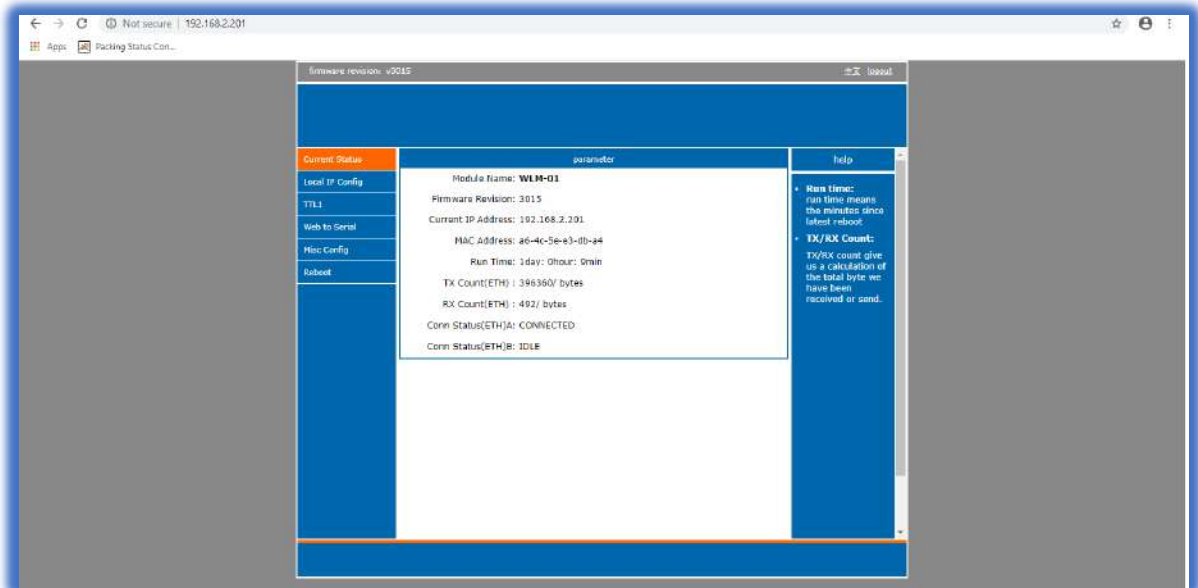 Not secure | 192.168.2.201
Apps Packing Status Con...
firmware revision: v3015
中文 logout
Current Status
Local IP Config
TTL1
Web to Serial
Misc Config
Reboot
parameter
Module Name: WLM-01
Firmware Revision: 3015
Current IP Address: 192.168.2.201
MAC Address: a6-4c-5e-e3-db-a4
Run Time: 1day: 0hour: 9min
TX Count(ETH) : 396360/ bytes
RX Count(ETH) : 492/ bytes
Conn Status(ETH)A: CONNECTED
Conn Status(ETH)B: IDLE
help
• Run time:
run time means
the minutes since
latest reboot
• TX/RX Count:
TX/RX count give
us a calculation of
the total byte we
have been
received or send.